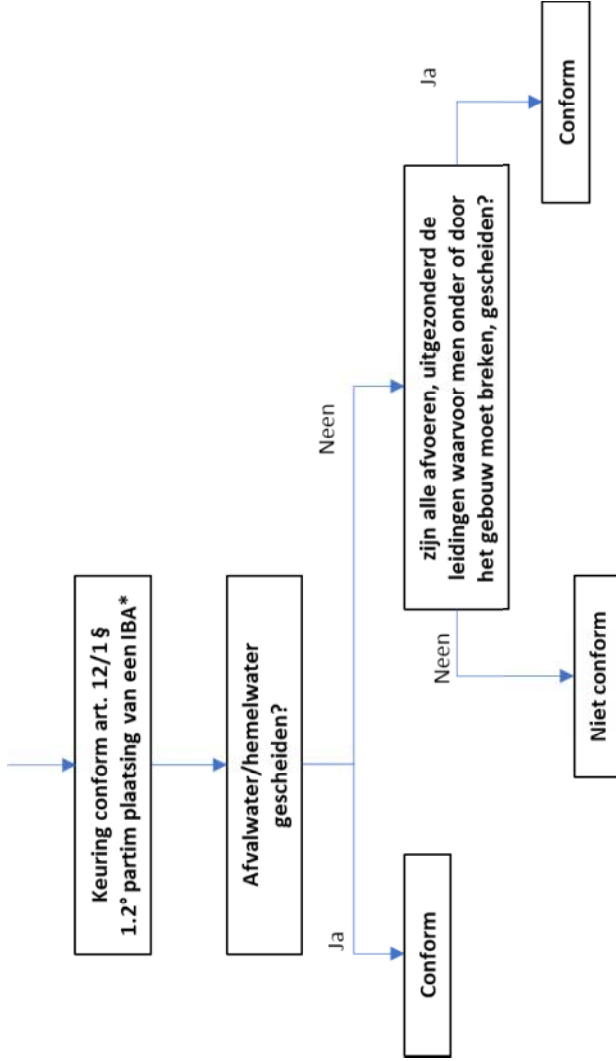 Keuring conform art. 12/1 §
1.2° partim plaatsing van een IBA*
Afvalwater/hemelwater
gescheiden?
Ja
Neen
Conform
zijn alle afvoeren, uitgezonderd de
leidingen waarvoor men onder of door
het gebouw moet breken, gescheiden?
Neen
Ja
Niet conform
Conform